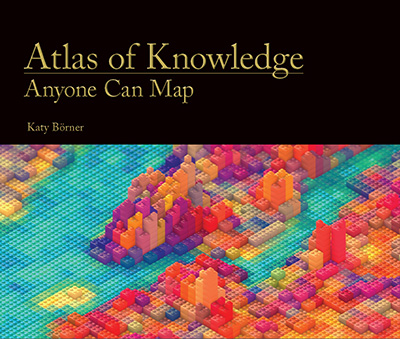 Atlas of Knowledge
Anyone Can Map
Katy Börner